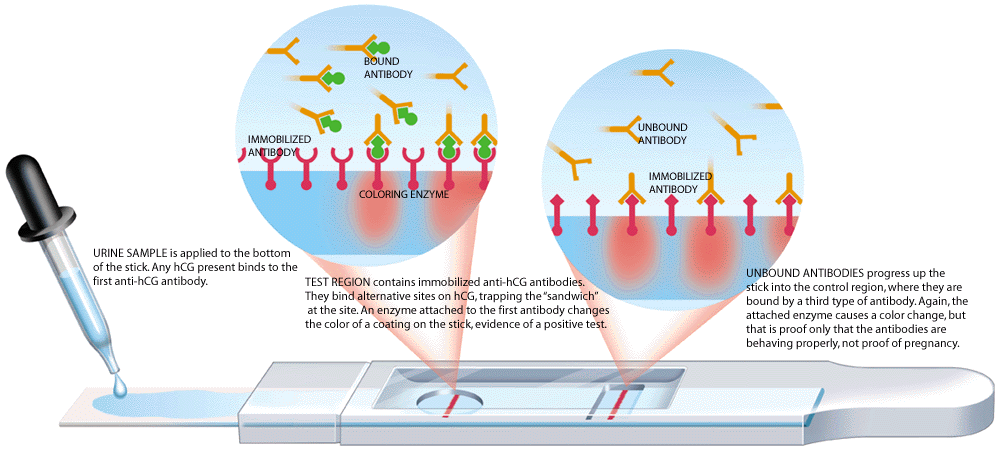 BOUND
ANTIBODY
IMMOBILIZED
ANTIBODY
COLORING ENZYME
UNBOUND
ANTIBODY
IMMOBILIZED
ANTIBODY
URINE SAMPLE is applied to the bottom
of the stick. Any hCG present binds to the
first anti-hCG antibody.
TEST REGION contains immobilized anti-hCG antibodies.
They bind alternative sites on hCG, trapping the “sandwich”
at the site. An enzyme attached to the first antibody changes
the color of a coating on the stick, evidence of a positive test.
UNBOUND ANTIBODIES progress up the
stick into the control region, where they are
bound by a third type of antibody. Again, the
attached enzyme causes a color change, but
that is proof only that the antibodies are
behaving properly, not proof of pregnancy.